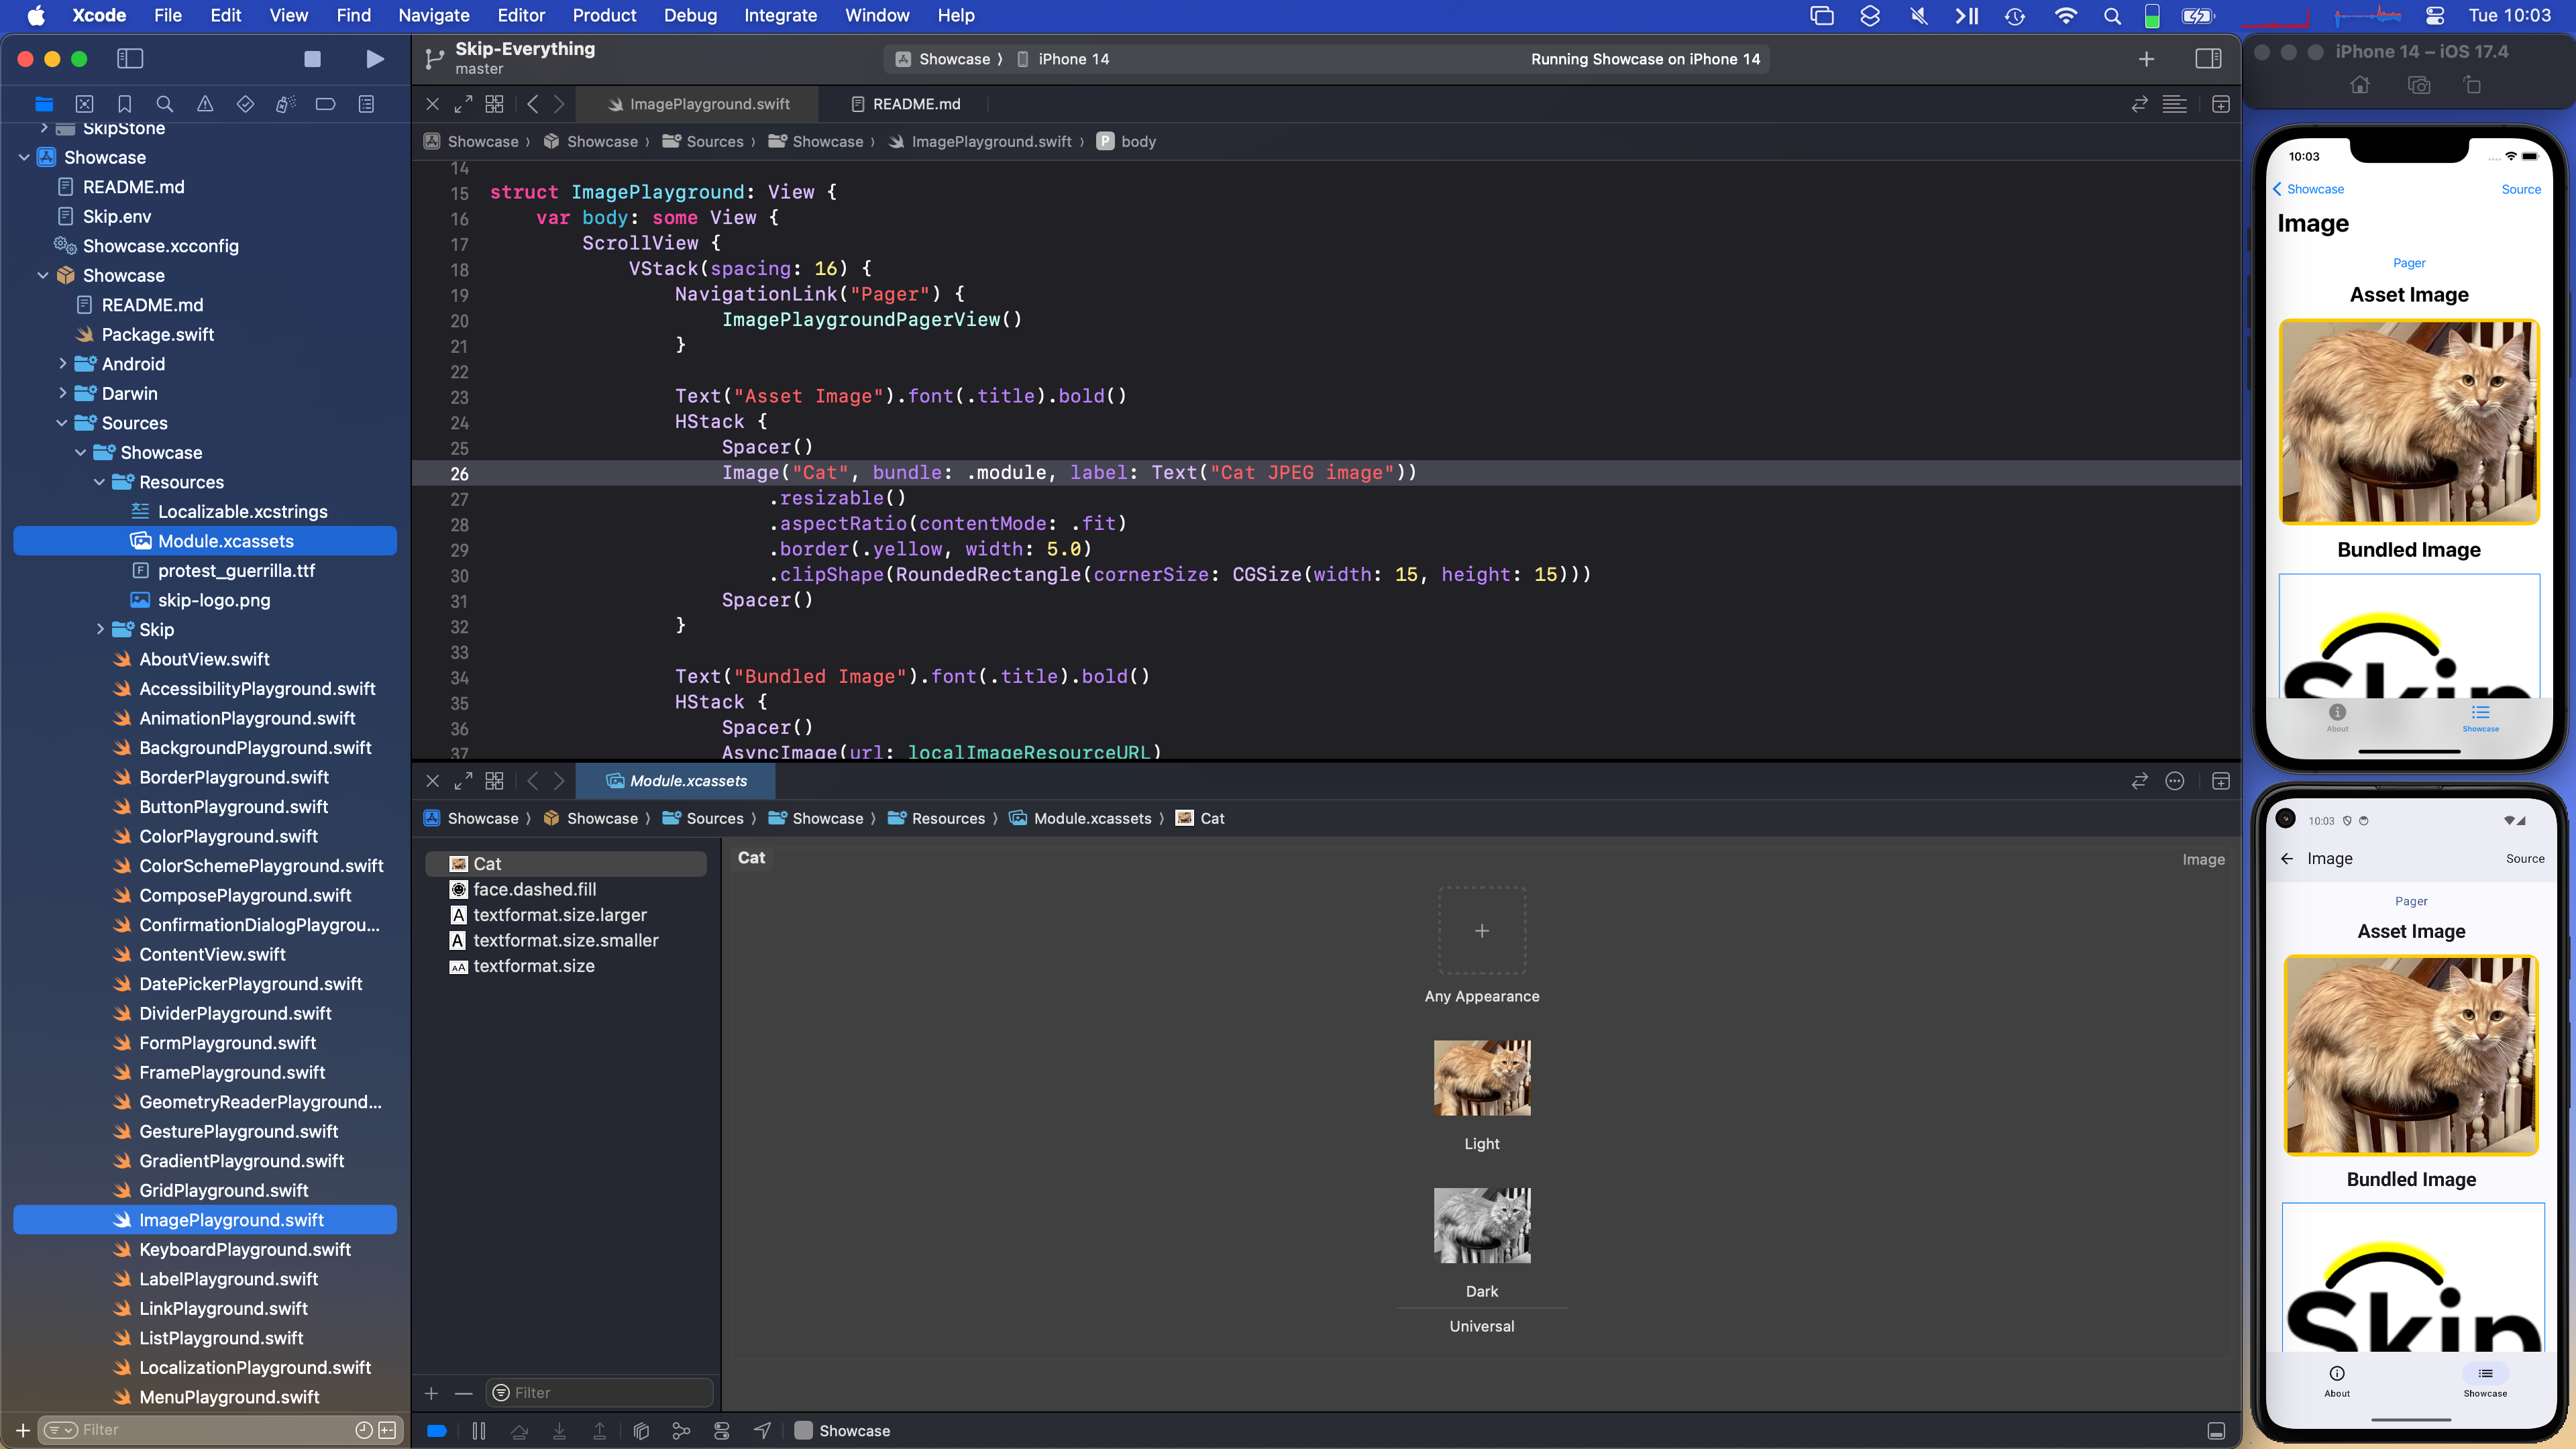 Xcode File Edit View Find Navigate Editor Product Debug Integrate Window Help Tue 10:03
Skip-Everything
master
Showcase 〉 iPhone 14
Running Showcase on iPhone 14
SkipStone
Showcase
README.md
Skip.env
Showcase.xcconfig
Showcase
README.md
Package.swift
Android
Darwin
Sources
Showcase
Resources
Localizable.xcstrings
Module.xcassets
protest_guerrilla.ttf
skip-logo.png
Skip
AboutView.swift
AccessibilityPlayground.swift
AnimationPlayground.swift
BackgroundPlayground.swift
BorderPlayground.swift
ButtonPlayground.swift
ColorPlayground.swift
ColorSchemePlayground.swift
ComposePlayground.swift
ConfirmationDialogPlaygrou...
ContentView.swift
DatePickerPlayground.swift
DividerPlayground.swift
FormPlayground.swift
FramePlayground.swift
GeometryReaderPlayground...
GesturePlayground.swift
GradientPlayground.swift
GridPlayground.swift
ImagePlayground.swift
KeyboardPlayground.swift
LabelPlayground.swift
LinkPlayground.swift
ListPlayground.swift
LocalizationPlayground.swift
MenuPlayground.swift
Filter
ImagePlayground.swift README.md
Showcase 〉 Showcase 〉 Sources 〉 Showcase 〉 ImagePlayground.swift 〉 P body
14
15 struct ImagePlayground: View {
16 var body: some View {
17 ScrollView {
18 VStack(spacing: 16) {
19 NavigationLink("Pager") {
20 ImagePlaygroundPagerView()
21 }
22
23 Text("Asset Image").font(.title).bold()
24 HStack {
25 Spacer()
26 Image("Cat", bundle: .module, label: Text("Cat JPEG image"))
27 .resizable()
28 .aspectRatio(contentMode: .fit)
29 .border(.yellow, width: 5.0)
30 .clipShape(RoundedRectangle(cornerSize: CGSize(width: 15, height: 15)))
31 Spacer()
32 }
33
34 Text("Bundled Image").font(.title).bold()
35 HStack {
36 Spacer()
37 AsyncImage(url: localImageResourceURL)
Module.xcassets
Showcase 〉 Showcase 〉 Sources 〉 Showcase 〉 Resources 〉 Module.xcassets 〉 Cat
Cat
face.dashed.fill
textformat.size.larger
textformat.size.smaller
textformat.size
Filter
Cat
Image
Any Appearance
Light
Dark
Universal
Showcase
iPhone 14 – iOS 17.4
10:03
Showcase Source
Image
Pager
Asset Image
Bundled Image
Skip
About Showcase
10:03
Image Source
Pager
Asset Image
Bundled Image
Skip
About Showcase